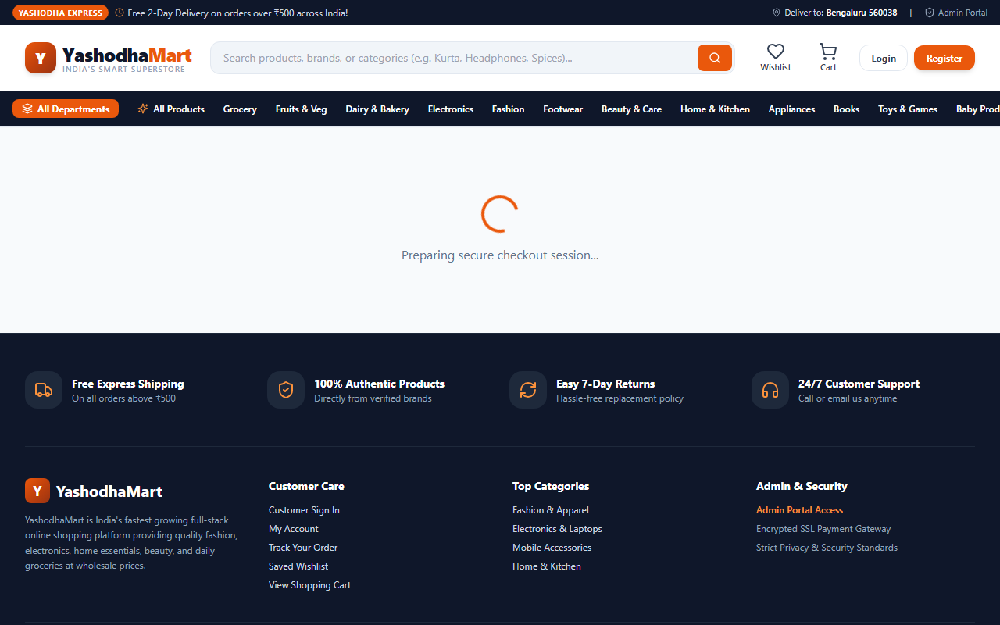 YASHODHA EXPRESS Free 2-Day Delivery on orders over ₹500 across India!
Deliver to: Bengaluru 560038 | Admin Portal
Y YashodhaMart
INDIA'S SMART SUPERSTORE
Search products, brands, or categories (e.g. Kurta, Headphones, Spices)...
Wishlist
Cart
Login
Register
All Departments All Products Grocery Fruits & Veg Dairy & Bakery Electronics Fashion Footwear Beauty & Care Home & Kitchen Appliances Books Toys & Games Baby Prod
Preparing secure checkout session...
Free Express Shipping
On all orders above ₹500
100% Authentic Products
Directly from verified brands
Easy 7-Day Returns
Hassle-free replacement policy
24/7 Customer Support
Call or email us anytime
Y YashodhaMart
YashodhaMart is India's fastest growing full-stack
online shopping platform providing quality fashion,
electronics, home essentials, beauty, and daily
groceries at wholesale prices.
Customer Care
Customer Sign In
My Account
Track Your Order
Saved Wishlist
View Shopping Cart
Top Categories
Fashion & Apparel
Electronics & Laptops
Mobile Accessories
Home & Kitchen
Admin & Security
Admin Portal Access
Encrypted SSL Payment Gateway
Strict Privacy & Security Standards